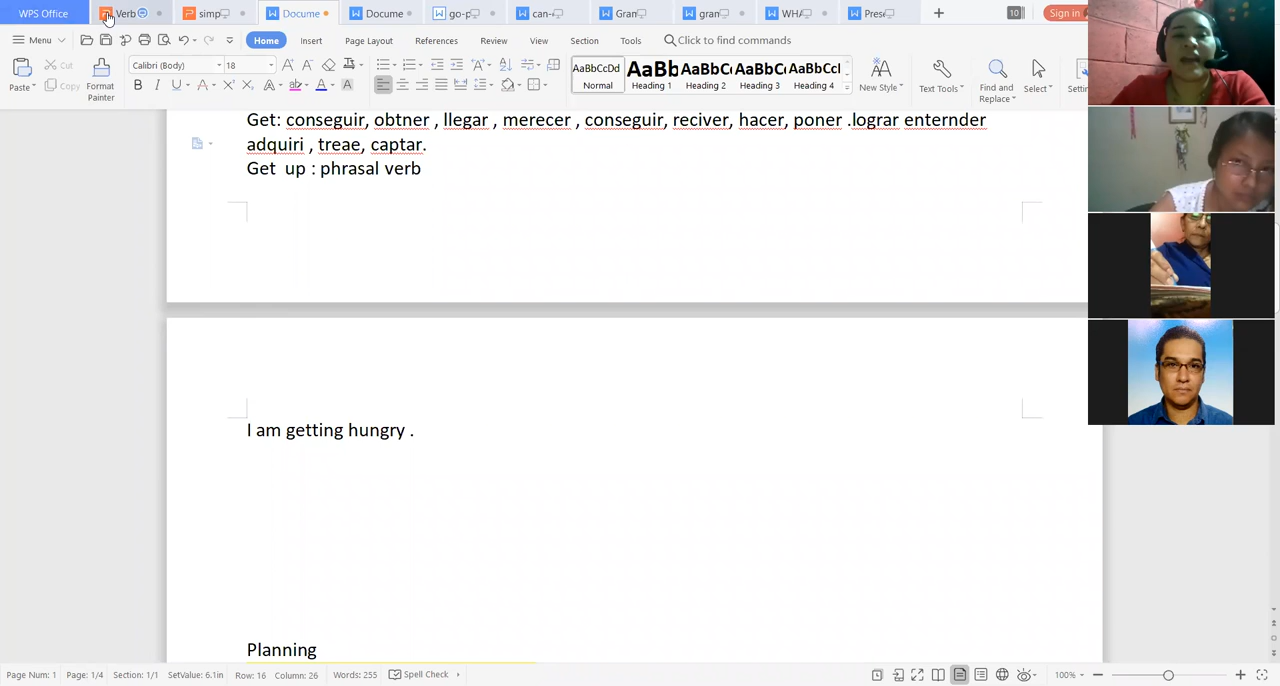 WPS Office Verb simp Docume Docume go-p can- Gran gran WHA Prese + 10 Sign in
Menu Home Insert Page Layout References Review View Section Tools Click to find commands
Paste Cut Copy Format Painter Calibri (Body) 18 AaBbCcDd Normal AaBb Heading 1 AaBbC Heading 2 AaBbC Heading 3 AaBbCcl Heading 4 New Style Text Tools Find and Replace Select Settin
Get: conseguir, obtner , llegar , merecer , conseguir, reciver, hacer, poner .lograr enternder
adquiri , treae, captar.
Get up : phrasal verb
I am getting hungry .
Planning
Page Num: 1 Page: 1/4 Section: 1/1 SetValue: 6.1in Row: 16 Column: 26 Words: 255 Spell Check 100%